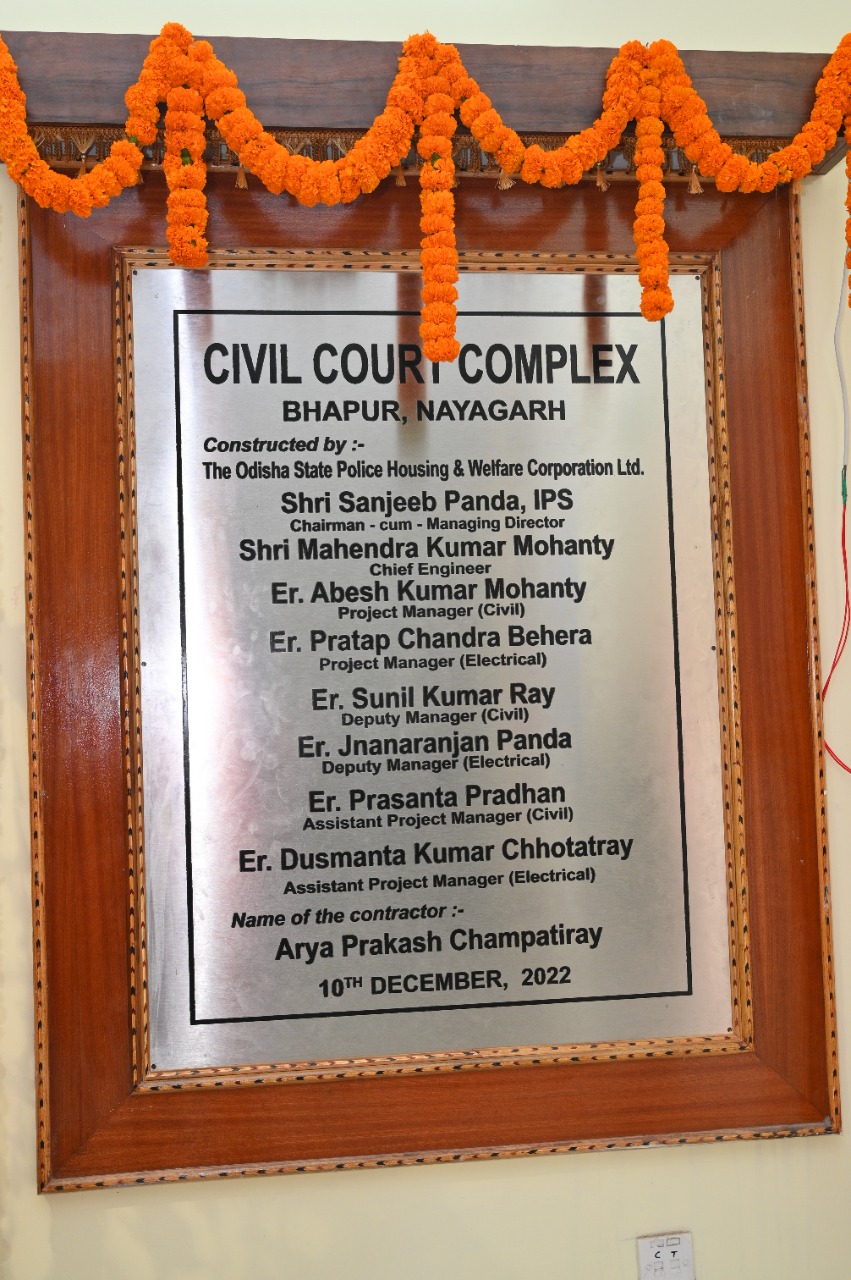 CIVIL COURT COMPLEX
BHAPUR, NAYAGARH
Constructed by :-
The Odisha State Police Housing & Welfare Corporation Ltd.
Shri Sanjeeb Panda, IPS
Chairman - cum - Managing Director
Shri Mahendra Kumar Mohanty
Chief Engineer
Er. Abesh Kumar Mohanty
Project Manager (Civil)
Er. Pratap Chandra Behera
Project Manager (Electrical)
Er. Sunil Kumar Ray
Deputy Manager (Civil)
Er. Jnanaranjan Panda
Deputy Manager (Electrical)
Er. Prasanta Pradhan
Assistant Project Manager (Civil)
Er. Dusmanta Kumar Chhotatray
Assistant Project Manager (Electrical)
Name of the contractor :-
Arya Prakash Champatiray
10TH DECEMBER, 2022
C T